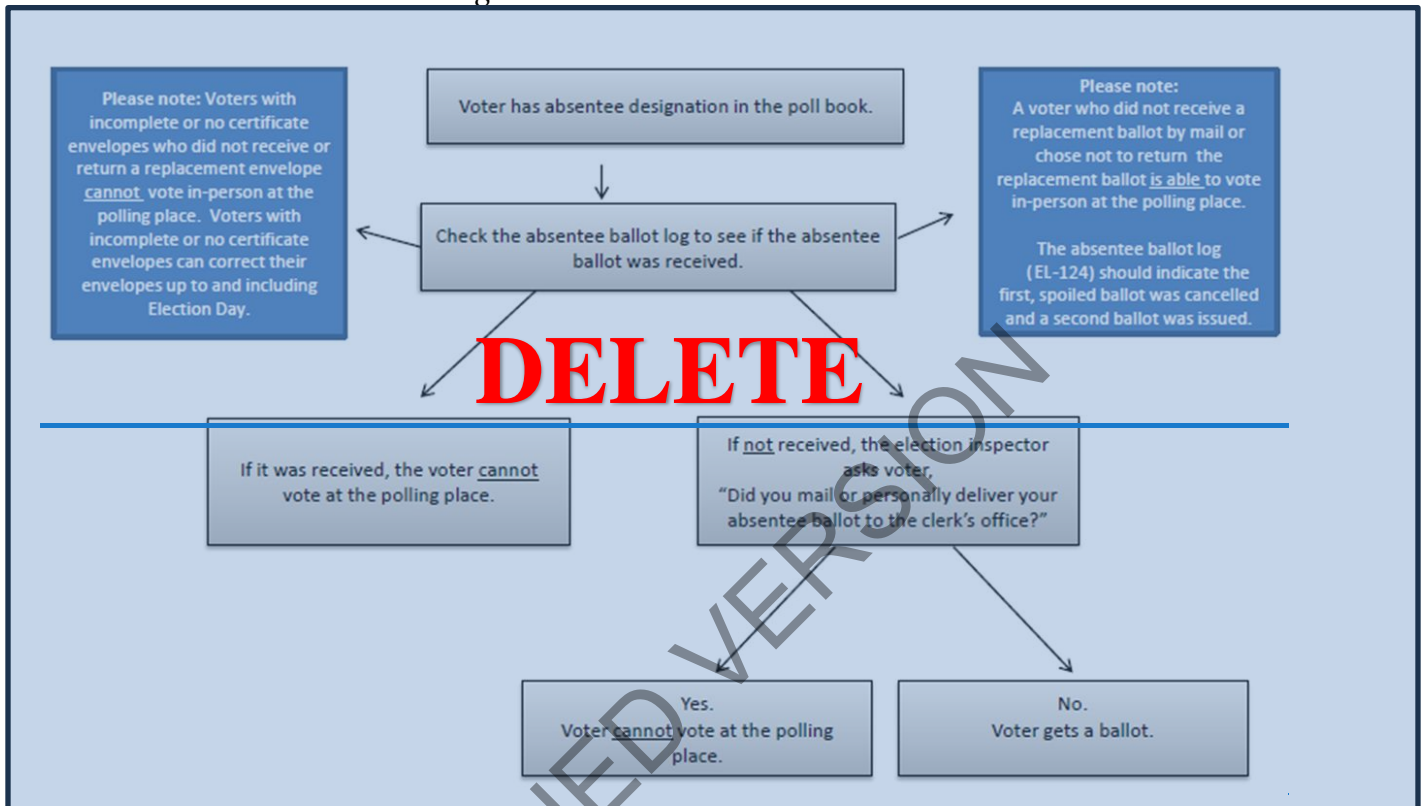 Voter has absentee designation in the poll book.
Please note: Voters with
incomplete or no certificate
envelopes who did not receive or
return a replacement envelope
cannot vote in-person at the
polling place. Voters with
incomplete or no certificate
envelopes can correct their
envelopes up to and including
Election Day.
Please note:
A voter who did not receive a
replacement ballot by mail or
chose not to return the
replacement ballot is able to vote
in-person at the polling place.
The absentee ballot log
(EL-124) should indicate the
first, spoiled ballot was cancelled
and a second ballot was issued.
Check the absentee ballot log to see if the absentee
ballot was received.
DELETE
If it was received, the voter cannot
vote at the polling place.
If not received, the election inspector
asks voter,
“Did you mail or personally deliver your
absentee ballot to the clerk’s office?”
Yes.
Voter cannot vote at the polling
place.
No.
Voter gets a ballot.
VERSION